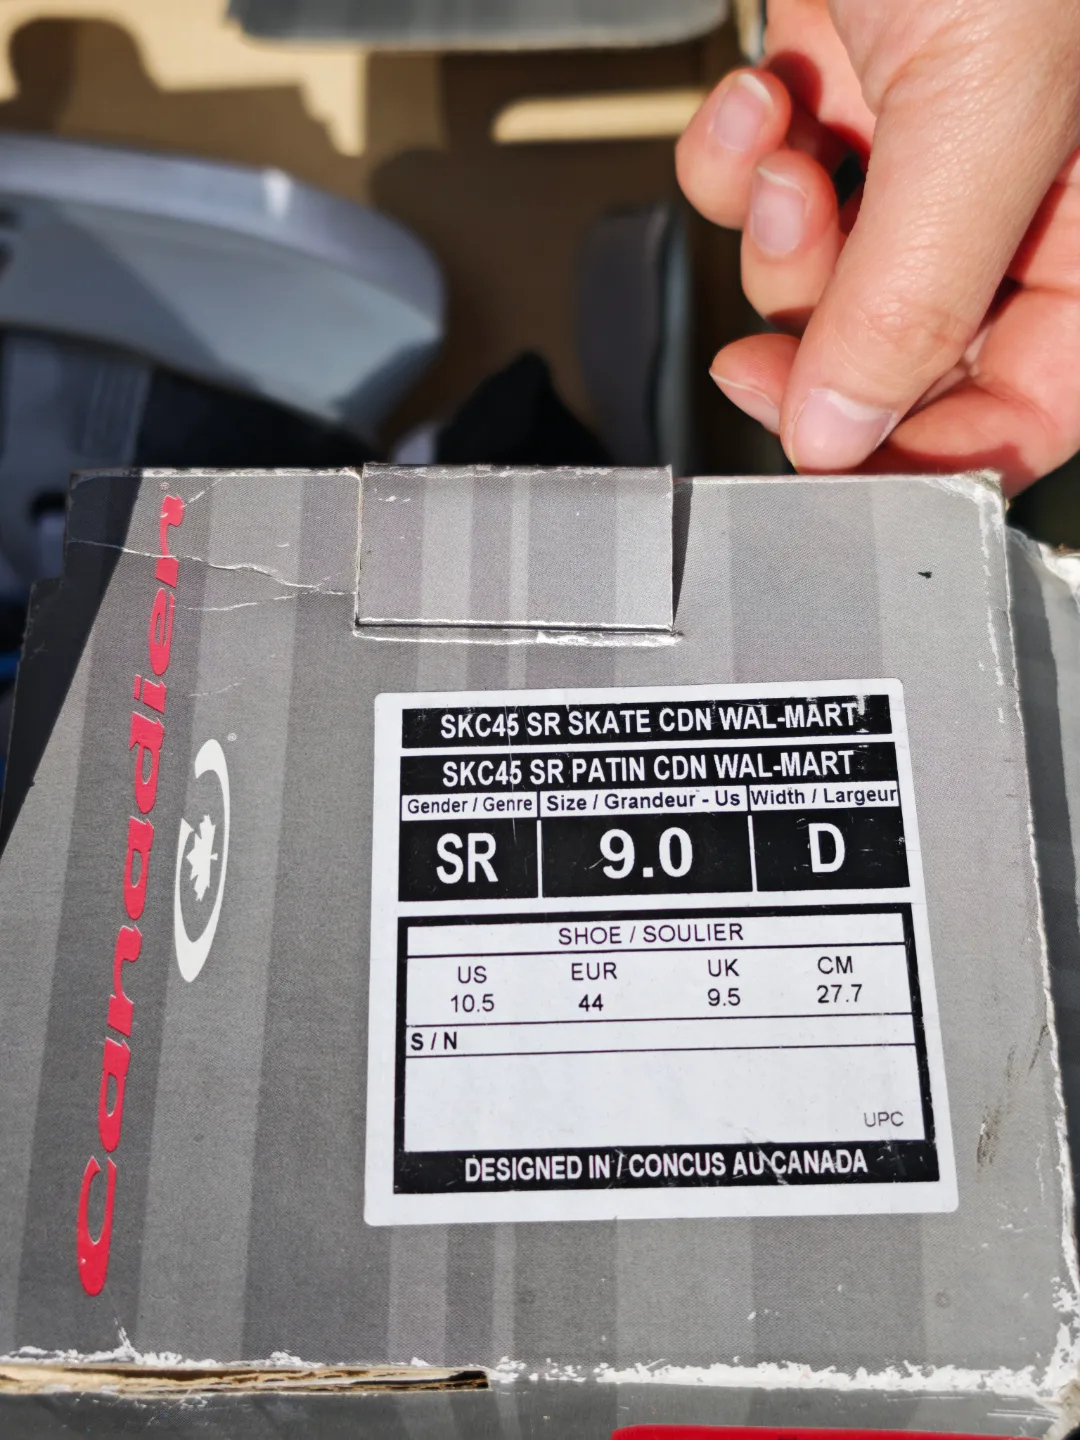 Canadien
SKC45 SR SKATE CDN WAL-MART
SKC45 SR PATIN CDN WAL-MART
Gender / Genre Size / Grandeur - Us Width / Largeur
SR 9.0 D
SHOE / SOULIER
US EUR UK CM
10.5 44 9.5 27.7
S / N
UPC
DESIGNED IN / CONCUS AU CANADA